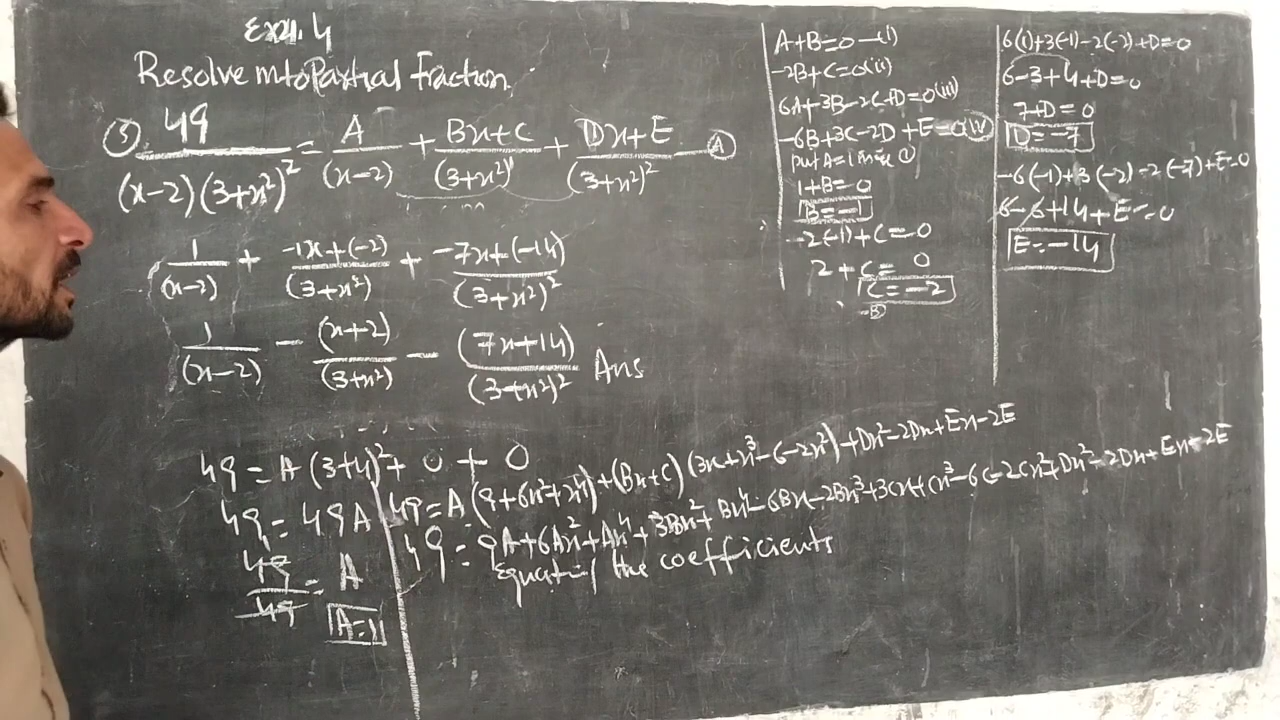 Ex#1.4
Resolve into Partial fraction.
⑤ 49/((x-2)(3+x²)²) = A/(x-2) + (Bx+C)/(3+x²) + (Dx+E)/(3+x²)² — Ⓐ
1/(x-2) + (-1x+(-2))/(3+x²) + (-7x+(-14))/(3+x²)²
1/(x-2) - (x+2)/(3+x²) - (7x+14)/(3+x²)² Ans
49 = A(3+4)² + 0 + 0
49 = 49A
49/49 = A
A=1
49 = A(9+6x²+x⁴) + (Bx+C)(3x+x³-6-2x²) + Dx²-2Dx+Ex-2E
49 = 9A+6Ax²+Ax⁴+3Bx²+Bx⁴-6Bx-2Bx³+3Cx+Cx³-6C-2Cx²+Dx²-2Dx+Ex-2E
Equating the coefficients
A+B=0 —(i)
-2B+C=0(ii)
6A+3B-2C+D=0(iii)
-6B+3C-2D+E=0(iv)
put A=1 in ①
1+B=0
B=-1
-2(-1)+C=0
2+C=0
C=-2
6(1)+3(-1)-2(-2)+D=0
6-3+4+D=0
7+D=0
D=-7
-6(-1)+3(-2)-2(-7)+E=0
6-6+14+E=0
E=-14